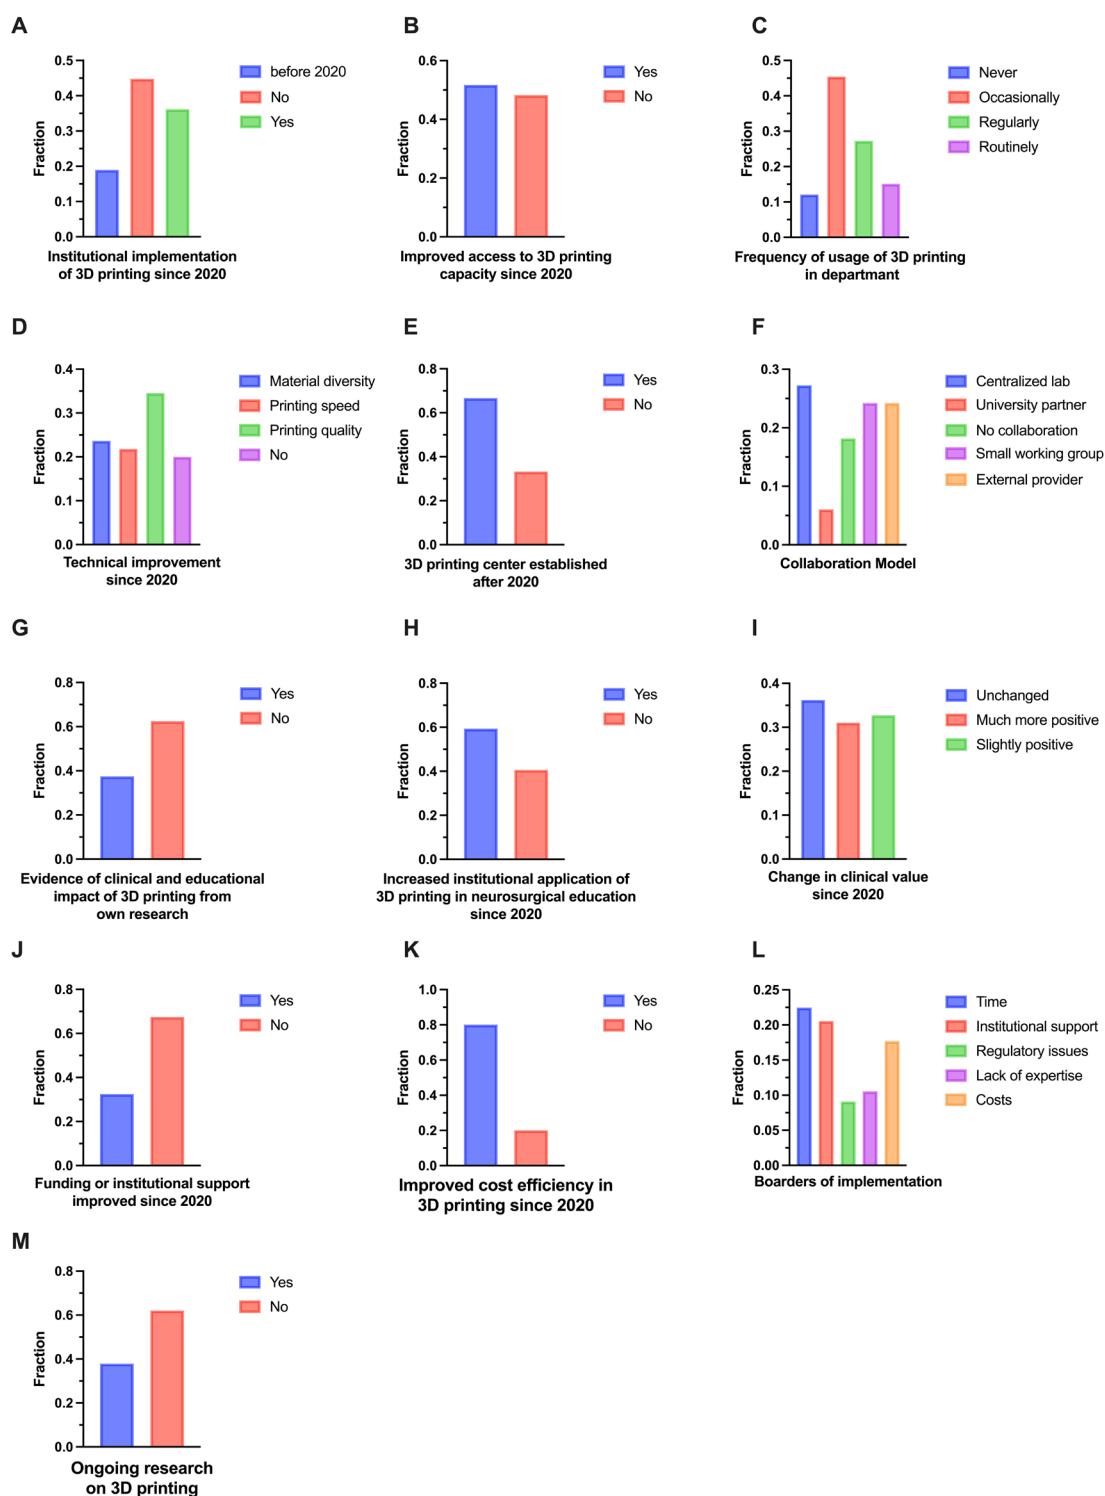 A
Fraction
0.5
0.4
0.3
0.2
0.1
0.0
before 2020
No
Yes
Institutional implementation
of 3D printing since 2020
B
Fraction
0.6
0.4
0.2
0.0
Yes
No
Improved access to 3D printing
capacity since 2020
C
Fraction
0.5
0.4
0.3
0.2
0.1
0.0
Never
Occasionally
Regularly
Routinely
Frequency of usage of 3D printing
in departmant
D
Fraction
0.4
0.3
0.2
0.1
0.0
Material diversity
Printing speed
Printing quality
No
Technical improvement
since 2020
E
Fraction
0.8
0.6
0.4
0.2
0.0
Yes
No
3D printing center established
after 2020
F
Fraction
0.3
0.2
0.1
0.0
Centralized lab
University partner
No collaboration
Small working group
External provider
Collaboration Model
G
Fraction
0.8
0.6
0.4
0.2
0.0
Yes
No
Evidence of clinical and educational
impact of 3D printing from
own research
H
Fraction
0.8
0.6
0.4
0.2
0.0
Yes
No
Increased institutional application of
3D printing in neurosurgical education
since 2020
I
Fraction
0.4
0.3
0.2
0.1
0.0
Unchanged
Much more positive
Slightly positive
Change in clinical value
since 2020
J
Fraction
0.8
0.6
0.4
0.2
0.0
Yes
No
Funding or institutional support
improved since 2020
K
Fraction
1.0
0.8
0.6
0.4
0.2
0.0
Yes
No
Improved cost efficiency in
3D printing since 2020
L
Fraction
0.25
0.20
0.15
0.10
0.05
0.00
Time
Institutional support
Regulatory issues
Lack of expertise
Costs
Boarders of implementation
M
Fraction
0.8
0.6
0.4
0.2
0.0
Yes
No
Ongoing research
on 3D printing